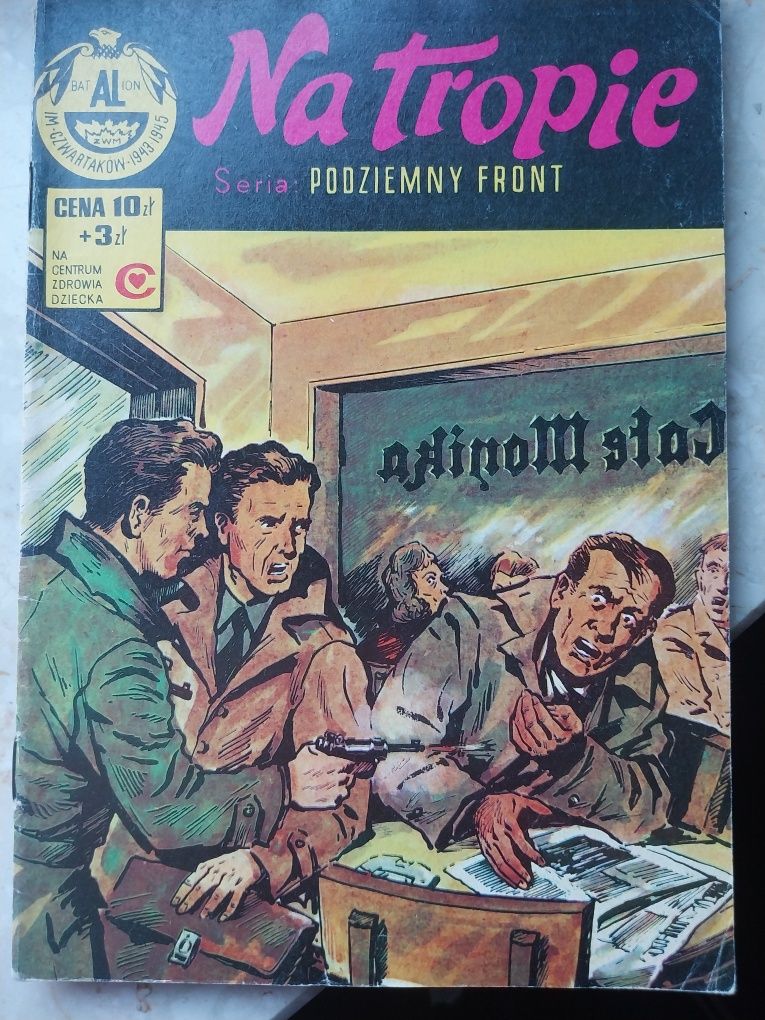 BAT AL ION
ZWM
IM·CZWARTAKÓW·1943 1945
Na tropie
Seria: PODZIEMNY FRONT
CENA 10 zł
+ 3 zł
NA
CENTRUM
ZDROWIA
DZIECKA
Cafe Monika